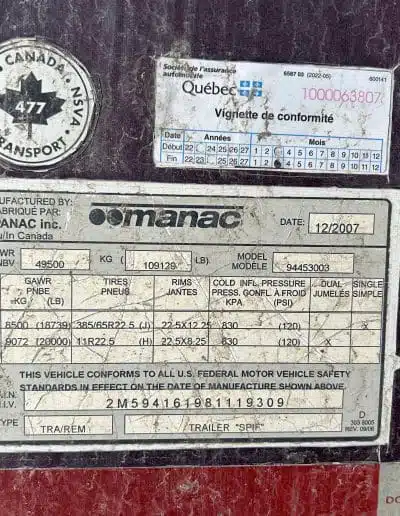 CANADA
477
NSVA
TRANSPORT
Société de l'assurance
automobile
Québec
6587 80 (2022-05)
600141
1000063807
Vignette de conformité
Date Années Mois
Début 22 24 25 26 27 1 2 4 5 6 7 8 9 10 11 12
Fin 22 23 25 26 27 1 2 4 5 6 7 8 9 10 11 12
MANUFACTURED BY:
FABRIQUÉ PAR:
MANAC inc.
manac
DATE: 12/2007
in Canada
GVWR
PNBV 49500 KG ( 109129 LB)
MODEL
MODÈLE 94453003
GAWR
PNBE
KG (LB)
TIRES
PNEUS
RIMS
JANTES
COLD INFL. PRESSURE
PRESS. GONFL À FROID
KPA (PSI)
DUAL
JUMELÉS
SINGLE
SIMPLE
8500 (18739) 385/65R22.5 (J) 22.5X12.25 830 (120) X
9072 (20000) 11R22.5 (H) 22.5X8.25 830 (120) X
THIS VEHICLE CONFORMS TO ALL U.S. FEDERAL MOTOR VEHICLE SAFETY
STANDARDS IN EFFECT ON THE DATE OF MANUFACTURE SHOWN ABOVE.
V.I.N.
N.I.V. 2M594161981119309
TYPE TRA/REM TRAILER "SPIF"
D
REV. 09/06
DO